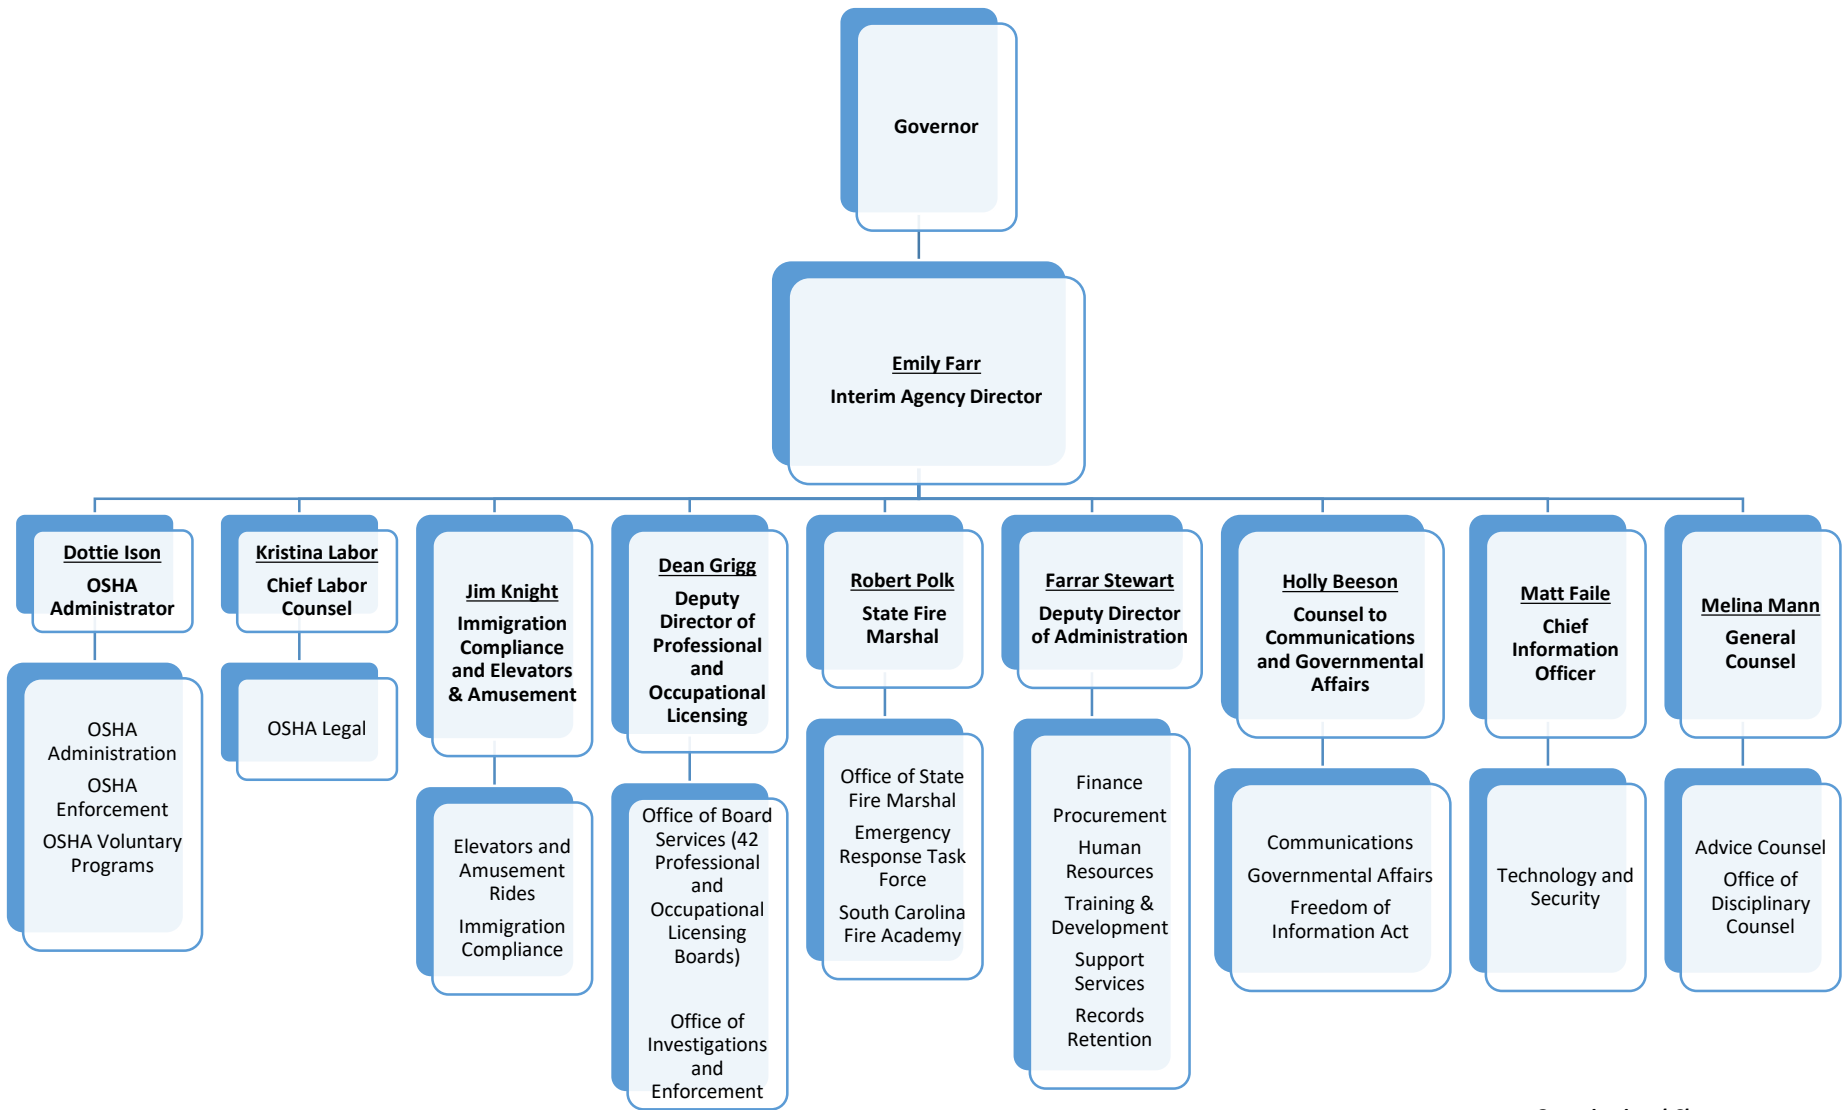 Governor
Emily Farr
Interim Agency Director
Dottie Ison
OSHA
Administrator
Kristina Labor
Chief Labor
Counsel
Jim Knight
Immigration
Compliance
and Elevators
& Amusement
Dean Grigg
Deputy
Director of
Professional
and
Occupational
Licensing
Robert Polk
State Fire
Marshal
Farrar Stewart
Deputy Director
of Administration
Holly Beeson
Counsel to
Communications
and Governmental
Affairs
Matt Faile
Chief
Information
Officer
Melina Mann
General
Counsel
OSHA
Administration
OSHA
Enforcement
OSHA Voluntary
Programs
OSHA Legal
Elevators and
Amusement
Rides
Immigration
Compliance
Office of Board
Services (42
Professional
and
Occupational
Licensing
Boards)
Office of
Investigations
and
Enforcement
Office of State
Fire Marshal
Emergency
Response Task
Force
South Carolina
Fire Academy
Finance
Procurement
Human
Resources
Training &
Development
Support
Services
Records
Retention
Communications
Governmental Affairs
Freedom of
Information Act
Technology and
Security
Advice Counsel
Office of
Disciplinary
Counsel